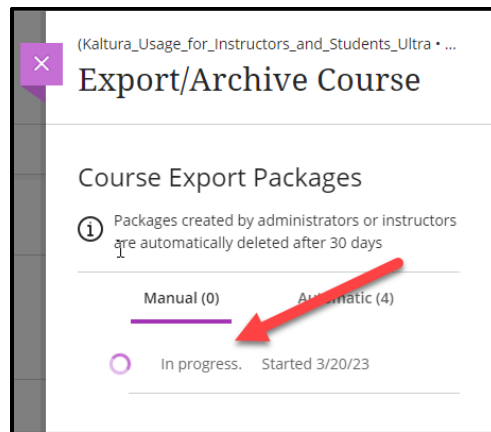 (Kaltura_Usage_for_Instructors_and_Students_Ultra • ...
Export/Archive Course
Course Export Packages
Packages created by administrators or instructors
are automatically deleted after 30 days
Manual (0) Automatic (4)
In progress. Started 3/20/23